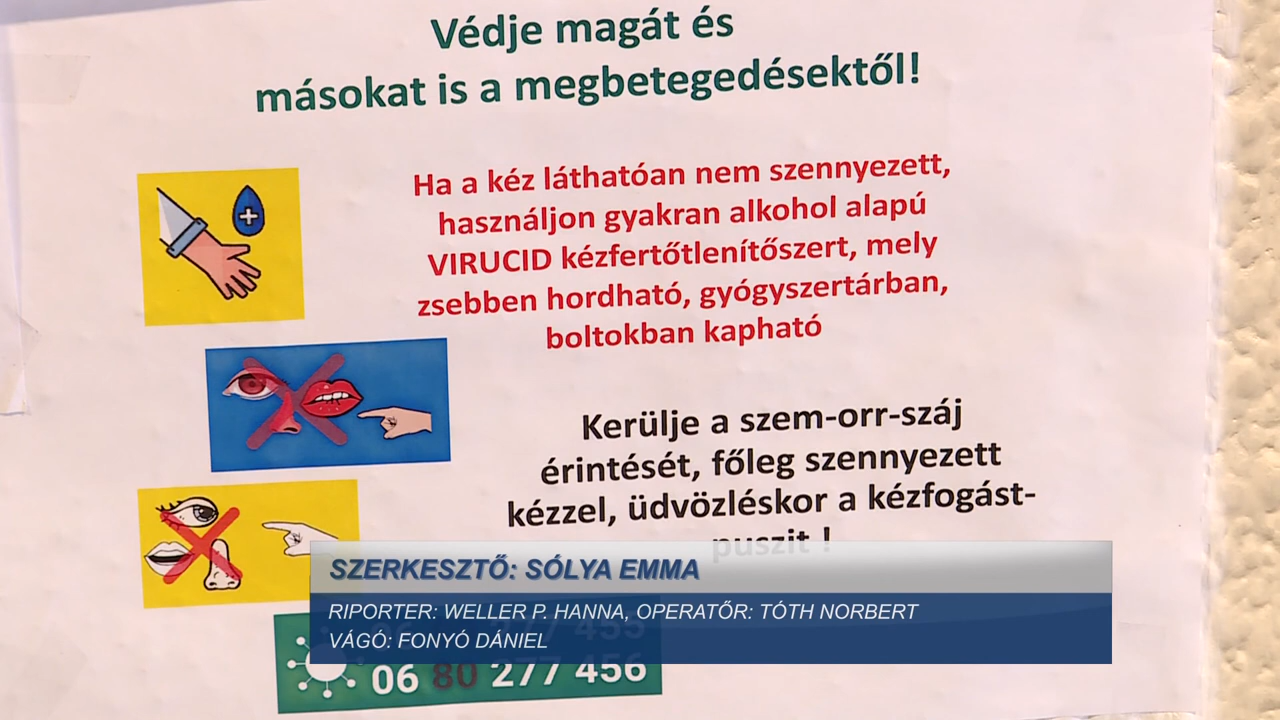 Védje magát és
másokat is a megbetegedésektől!
Ha a kéz láthatóan nem szennyezett,
használjon gyakran alkohol alapú
VIRUCID kézfertőtlenítőszert, mely
zsebben hordható, gyógyszertárban,
boltokban kapható
Kerülje a szem-orr-száj
érintését, főleg szennyezett
kézzel, üdvözléskor a kézfogást-
puszit !
SZERKESZTŐ: SÓLYA EMMA
RIPORTER: WELLER P. HANNA, OPERATŐR: TÓTH NORBERT
VÁGÓ: FONYÓ DÁNIEL
06 80 277 456